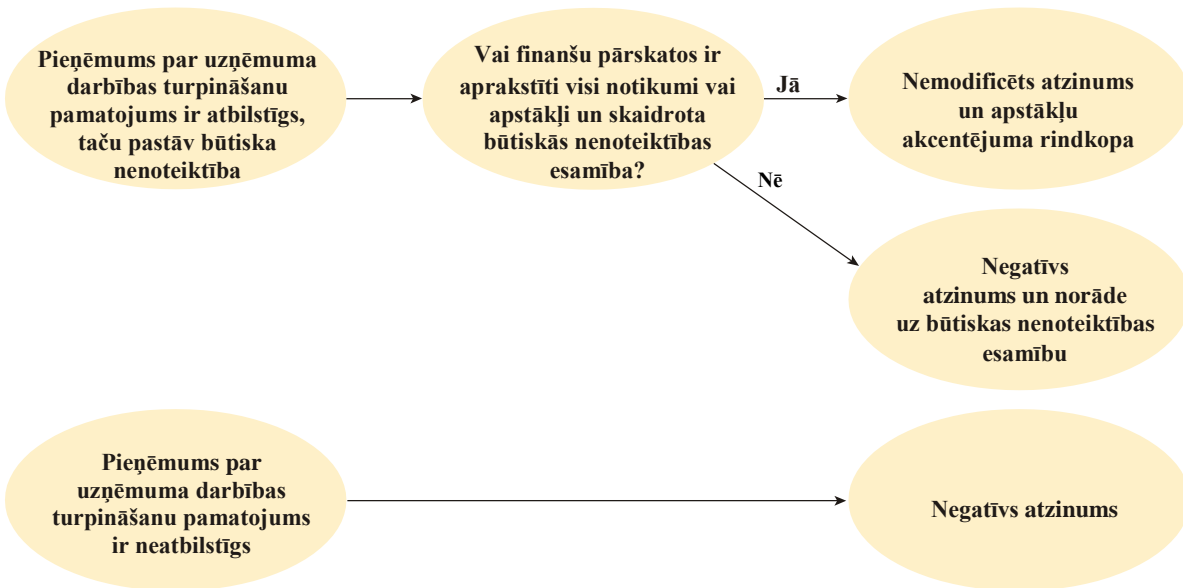 Pieņēmums par uzņēmuma
darbības turpināšanu
pamatojums ir atbilstīgs,
taču pastāv būtiska
nenoteiktība
Vai finanšu pārskatos ir
aprakstīti visi notikumi vai
apstākļi un skaidrota
būtiskās nenoteiktības
esamība?
Jā
Nemodificēts atzinums
un apstākļu
akcentējuma rindkopa
Nē
Negatīvs
atzinums un norāde
uz būtiskas nenoteiktības
esamību
Pieņēmums par
uzņēmuma darbības
turpināšanu pamatojums
ir neatbilstīgs
Negatīvs atzinums